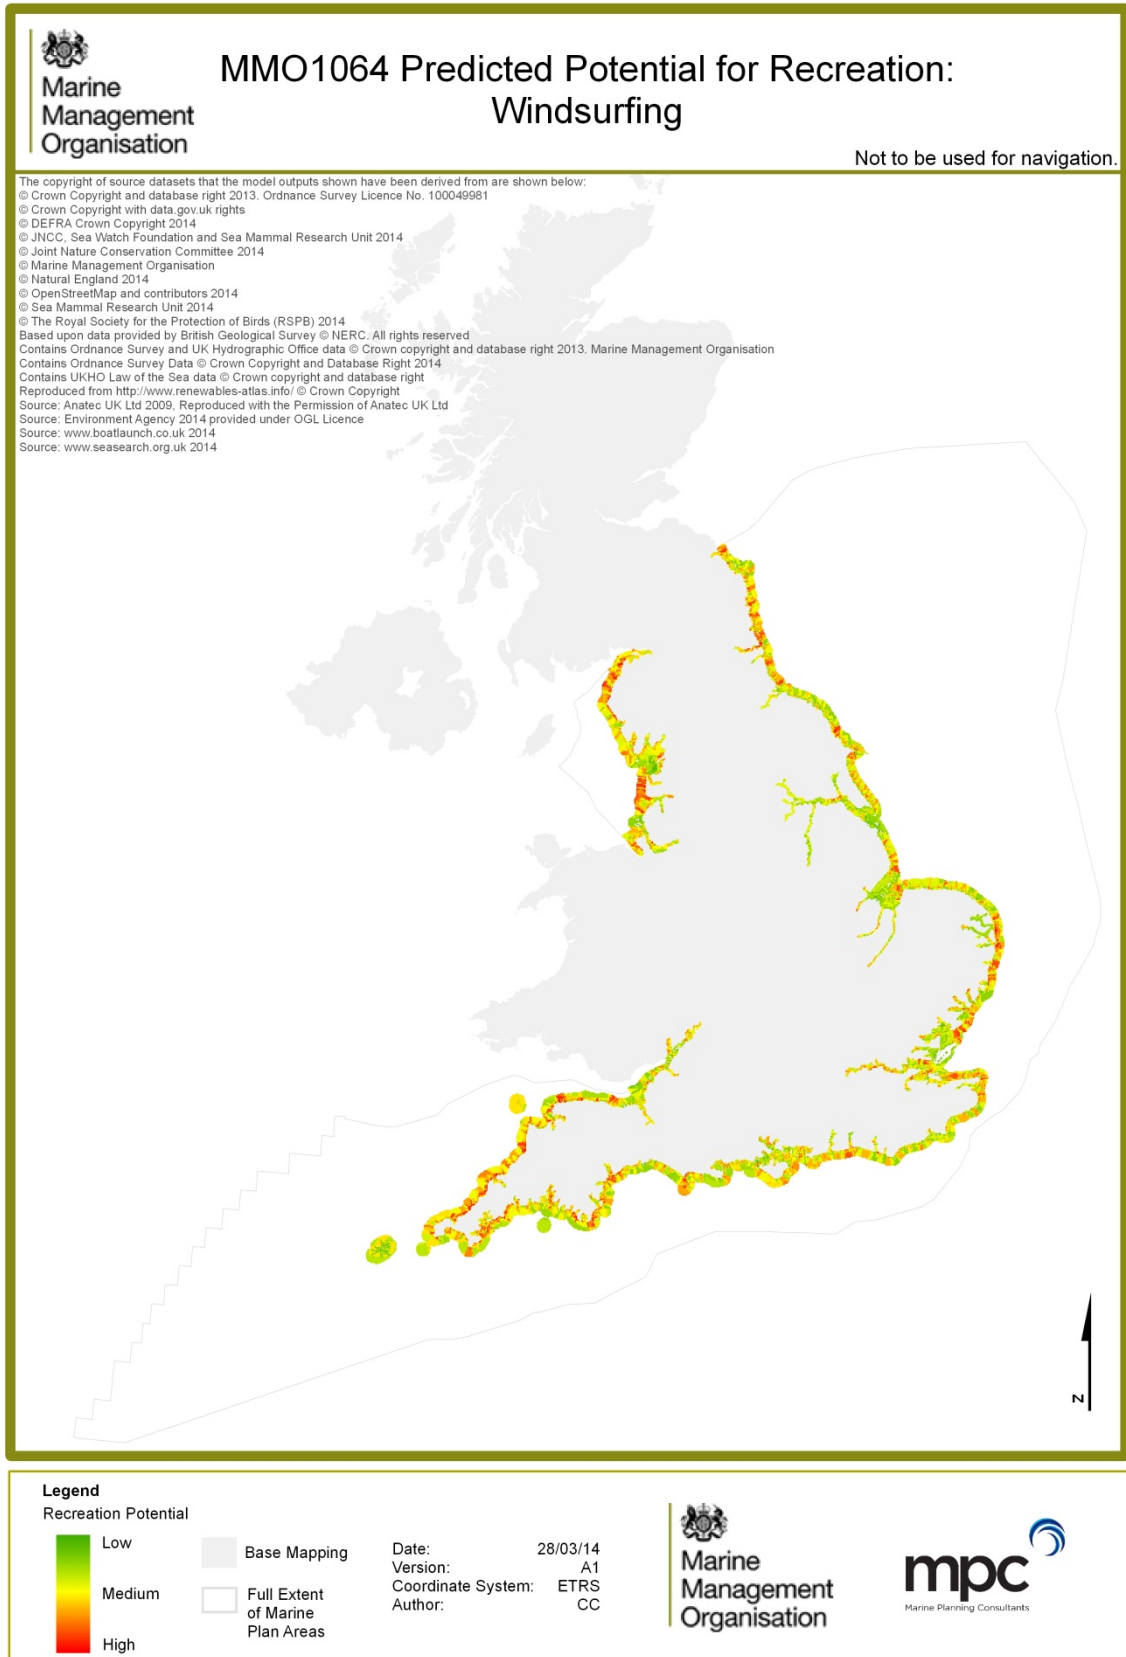 Marine
Management
Organisation
MMO1064 Predicted Potential for Recreation:
Windsurfing
Not to be used for navigation.
The copyright of source datasets that the model outputs shown have been derived from are shown below:
© Crown Copyright and database right 2013. Ordnance Survey Licence No. 100049981
© Crown Copyright with data.gov.uk rights
© DEFRA Crown Copyright 2014
© JNCC, Sea Watch Foundation and Sea Mammal Research Unit 2014
© Joint Nature Conservation Committee 2014
© Marine Management Organisation
© Natural England 2014
© OpenStreetMap and contributors 2014
© Sea Mammal Research Unit 2014
© The Royal Society for the Protection of Birds (RSPB) 2014
Based upon data provided by British Geological Survey © NERC. All rights reserved
Contains Ordnance Survey and UK Hydrographic Office data © Crown copyright and database right 2013. Marine Management Organisation
Contains Ordnance Survey Data © Crown Copyright and Database Right 2014
Contains UKHO Law of the Sea data © Crown copyright and database right
Reproduced from http://www.renewables-atlas.info/ © Crown Copyright
Source: Anatec UK Ltd 2009, Reproduced with the Permission of Anatec UK Ltd
Source: Environment Agency 2014 provided under OGL Licence
Source: www.boatlaunch.co.uk 2014
Source: www.seasearch.org.uk 2014
N
Legend
Recreation Potential
Low
Medium
High
Base Mapping
Full Extent
of Marine
Plan Areas
Date: 28/03/14
Version: A1
Coordinate System: ETRS
Author: CC
Marine
Management
Organisation
mpc
Marine Planning Consultants